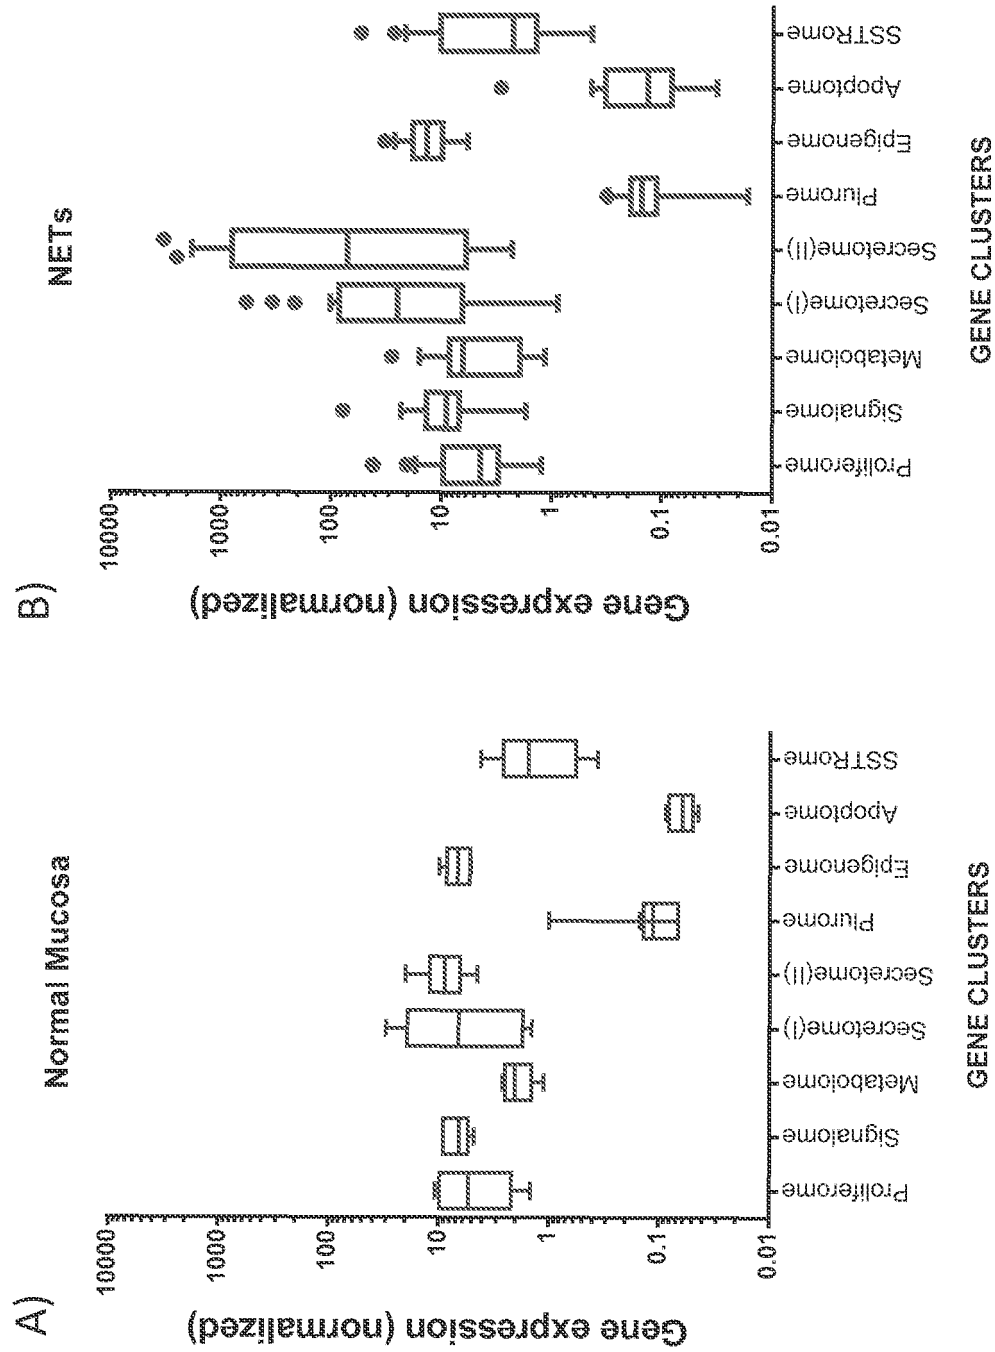 A)
Normal Mucosa
Gene expression (normalized)
10000
1000
100
10
1
0.1
0.01
Proliferome
Signalome
Metabolome
Secretome(I)
Secretome(II)
Plurome
Epigenome
Apoptome
SSTRome
GENE CLUSTERS
B)
NETs
Gene expression (normalized)
10000
1000
100
10
1
0.1
0.01
Proliferome
Signalome
Metabolome
Secretome(I)
Secretome(II)
Plurome
Epigenome
Apoptome
SSTRome
GENE CLUSTERS